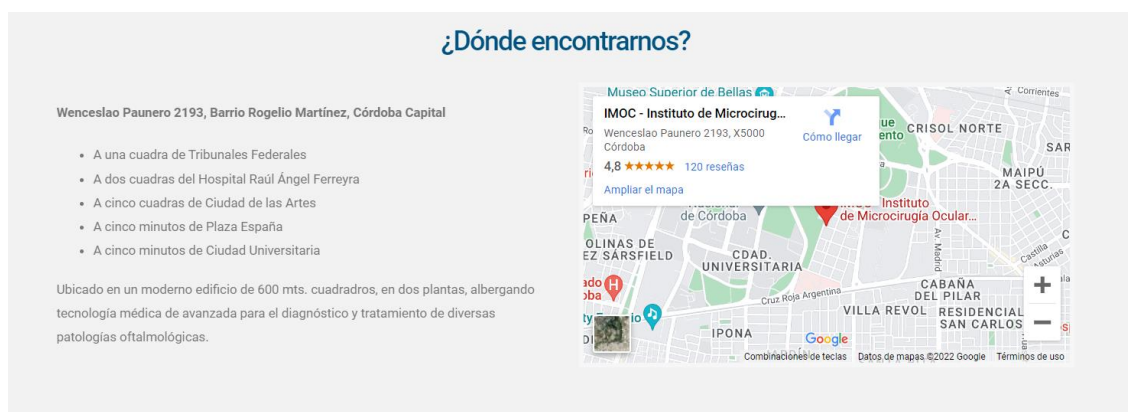 ¿Dónde encontrarnos?
Wenceslao Paunero 2193, Barrio Rogelio Martínez, Córdoba Capital
A una cuadra de Tribunales Federales
A dos cuadras del Hospital Raúl Ángel Ferreyra
A cinco cuadras de Ciudad de las Artes
A cinco minutos de Plaza España
A cinco minutos de Ciudad Universitaria
Ubicado en un moderno edificio de 600 mts. cuadradros, en dos plantas, albergando
tecnología médica de avanzada para el diagnóstico y tratamiento de diversas
patologías oftalmológicas.
Museo Superior de Bellas
Corrientes
IMOC - Instituto de Microcirug...
Wenceslao Paunero 2193, X5000
Córdoba
4,8 120 reseñas
Ampliar el mapa
Cómo llegar
CRISOL NORTE
MAIPÚ
2A SECC.
de Córdoba
IMOC - Instituto
de Microcirugía Ocular...
Av. Madrid
CDAD.
UNIVERSITARIA
Castilla
Asturias
CABAÑA
DEL PILAR
Cruz Roja Argentina
VILLA REVOL
RESIDENCIAL
SAN CARLOS
IPONA
Google
Combinaciones de teclas
Datos de mapas ©2022 Google
Términos de uso